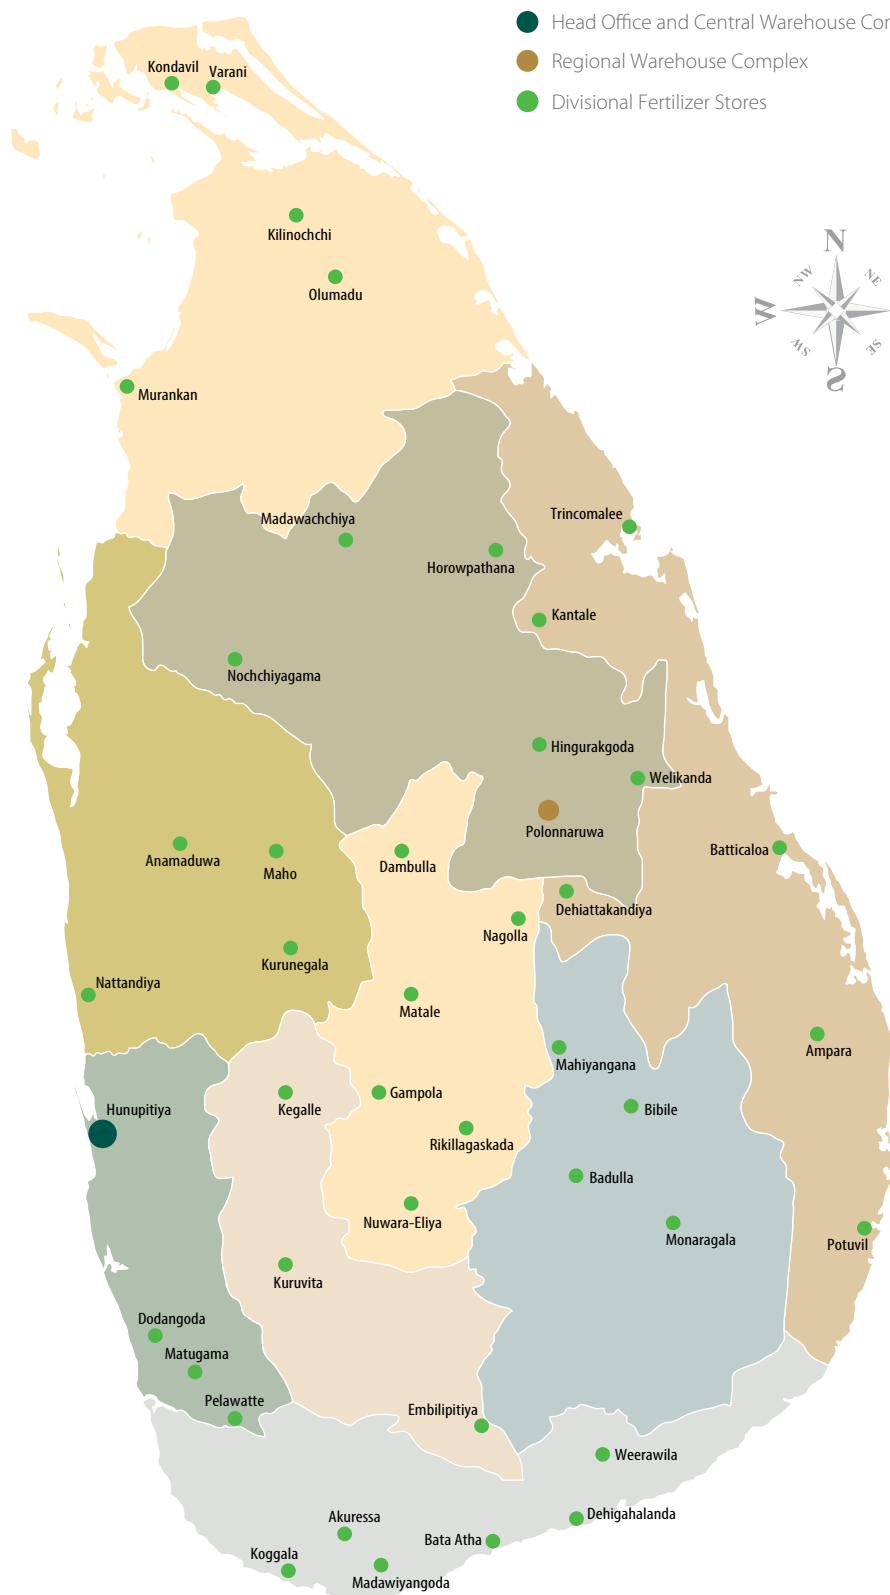 Head Office and Central Warehouse
Regional Warehouse Complex
Divisional Fertilizer Stores
Kondavil
Varani
Kilinochchi
Olumadu
N
NW
NE
W
SW
SE
S
Murankan
Madawachchiya
Trincomalee
Horowpathana
Kantale
Nochchiyagama
Hingurakgoda
Welikanda
Polonnaruwa
Anamaduwa
Maho
Dambulla
Batticaloa
Dehiattakandiya
Nagolla
Kurunegala
Nattandiya
Matale
Ampara
Mahiyangana
Hunupitiya
Kegalle
Gampola
Bibile
Rikillagaskada
Badulla
Nuwara-Eliya
Monaragala
Potuvil
Kuruvita
Dodangoda
Matugama
Pelawatte
Embilipitiya
Weerawila
Akuressa
Bata Atha
Dehigahalanda
Koggala
Madawiyangoda